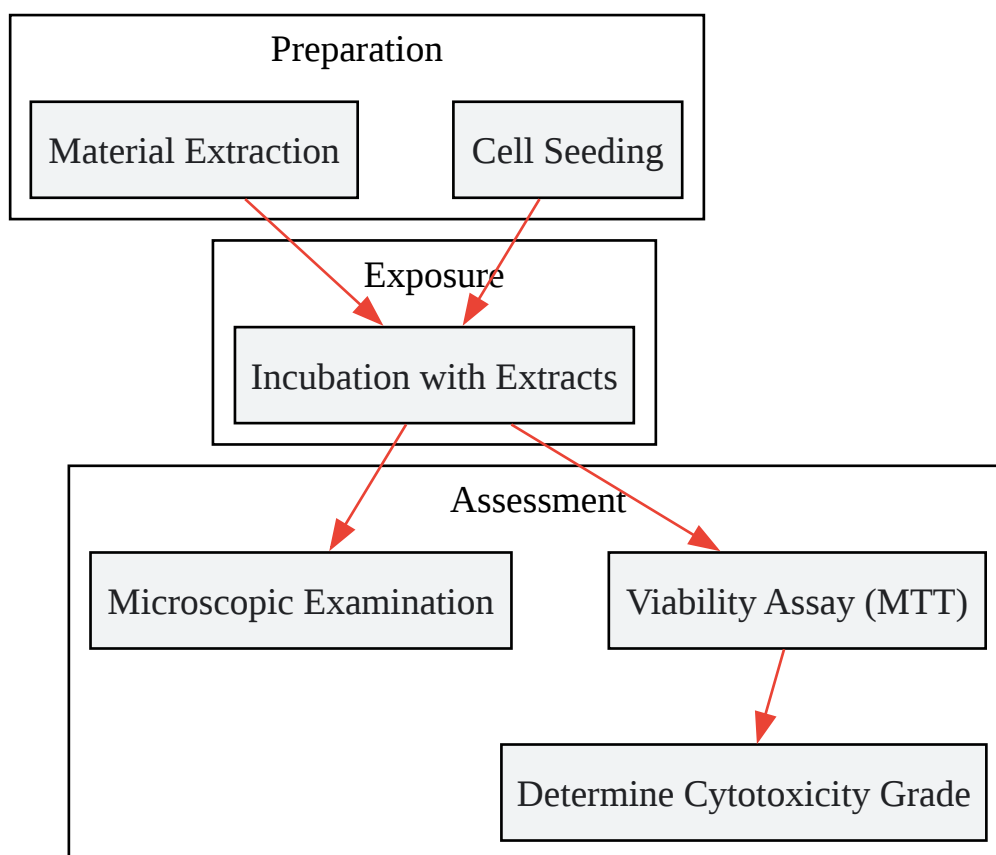 Preparation
Material Extraction
Cell Seeding
Exposure
Incubation with Extracts
Assessment
Microscopic Examination
Viability Assay (MTT)
Determine Cytotoxicity Grade